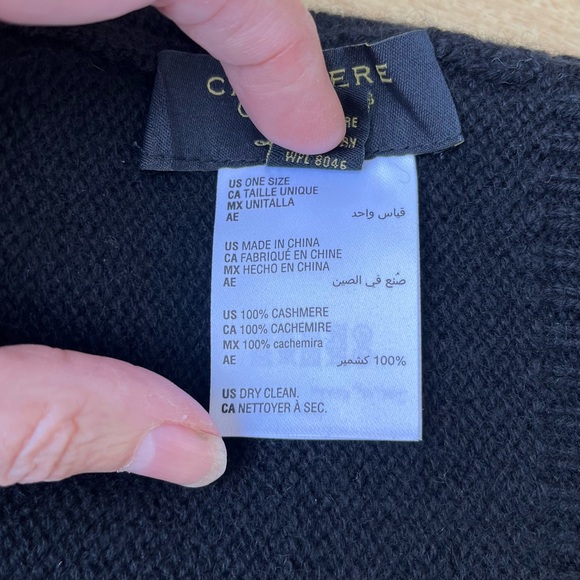 WPL 8046
US ONE SIZE
CA TAILLE UNIQUE
MX UNITALLA
AE قياس واحد
US MADE IN CHINA
CA FABRIQUÉ EN CHINE
MX HECHO EN CHINA
AE صُنع في الصين
US 100% CASHMERE
CA 100% CACHEMIRE
MX 100% cachemira
AE 100% كشمير
US DRY CLEAN.
CA NETTOYER À SEC.